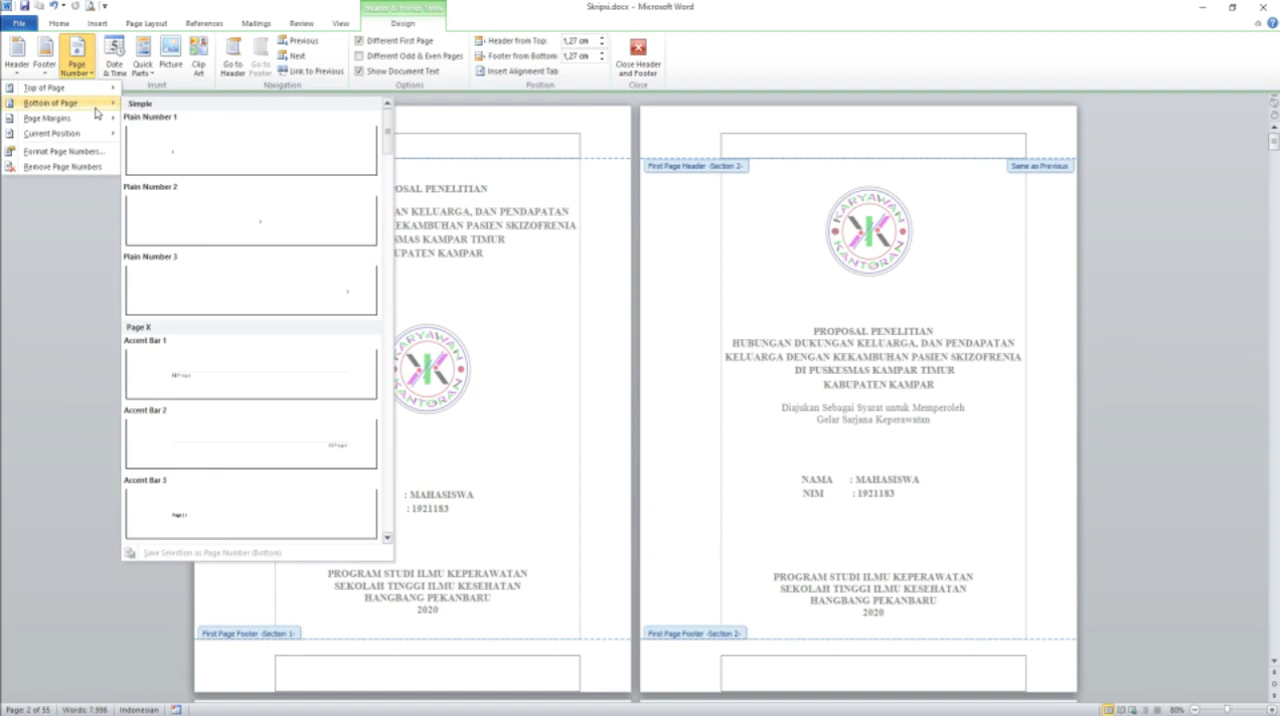 Skripsi.docx - Microsoft Word
Header & Footer Tools
File Home Insert Page Layout References Mailings Review View Design
Header
Footer
Page Number
Date & Time
Quick Parts
Picture
Clip Art
Insert
Go to Header
Go to Footer
Previous
Next
Link to Previous
Navigation
Different First Page
Different Odd & Even Pages
Show Document Text
Options
Header from Top: 1,27 cm
Footer from Bottom: 1,27 cm
Insert Alignment Tab
Position
Close Header and Footer
Close
Top of Page
Bottom of Page
Page Margins
Current Position
Format Page Numbers...
Remove Page Numbers
Simple
Plain Number 1
Plain Number 2
Plain Number 3
Page X
Accent Bar 1
Accent Bar 2
Accent Bar 3
Save Selection as Page Number (Bottom)
OSAL PENELITIAN
AN KELUARGA, DAN PENDAPATAN
KEKAMBUHAN PASIEN SKIZOFRENIA
SMAS KAMPAR TIMUR
UPATEN KAMPAR
KARYAWAN
KANTORAN
: MAHASISWA
: 1921183
PROGRAM STUDI ILMU KEPERAWATAN
SEKOLAH TINGGI ILMU KESEHATAN
HANGBANG PEKANBARU
2020
First Page Footer -Section 1-
First Page Header -Section 2-
Same as Previous
KARYAWAN
KANTORAN
PROPOSAL PENELITIAN
HUBUNGAN DUKUNGAN KELUARGA, DAN PENDAPATAN
KELUARGA DENGAN KEKAMBUHAN PASIEN SKIZOFRENIA
DI PUSKESMAS KAMPAR TIMUR
KABUPATEN KAMPAR
Diajukan Sebagai Syarat untuk Memperoleh
Gelar Sarjana Keperawatan
NAMA : MAHASISWA
NIM : 1921183
PROGRAM STUDI ILMU KEPERAWATAN
SEKOLAH TINGGI ILMU KESEHATAN
HANGBANG PEKANBARU
2020
First Page Footer -Section 2-
Page: 2 of 55 Words: 7.996 Indonesian 80%